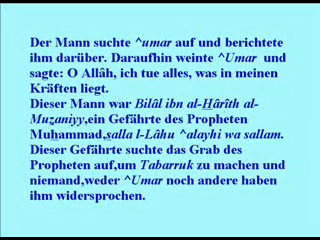 Der Mann suchte ^umar auf und berichtete
ihm darüber. Daraufhin weinte ^Umar und
sagte: O Allâh, ich tue alles, was in meinen
Kräften liegt.
Dieser Mann war Bilâl ibn al-Hârîth al-
Muzaniyy,ein Gefährte des Propheten
Muhammad,salla l-Lâhu ^alayhi wa sallam.
Dieser Gefährte suchte das Grab des
Propheten auf,um Tabarruk zu machen und
niemand,weder ^Umar noch andere haben
ihm widersprochen.